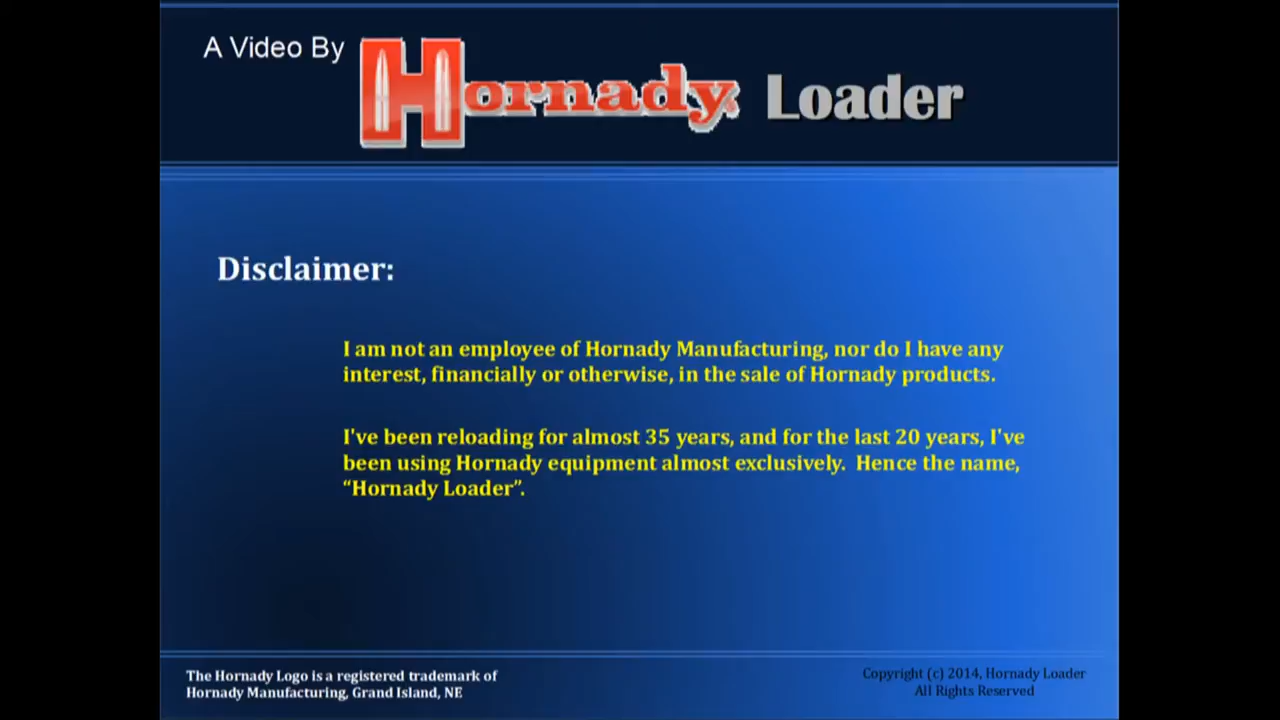 A Video By Hornady Loader
Disclaimer:
I am not an employee of Hornady Manufacturing, nor do I have any
interest, financially or otherwise, in the sale of Hornady products.
I've been reloading for almost 35 years, and for the last 20 years, I've
been using Hornady equipment almost exclusively.  Hence the name,
“Hornady Loader”.
The Hornady Logo is a registered trademark of
Hornady Manufacturing, Grand Island, NE
Copyright (c) 2014, Hornady Loader
All Rights Reserved